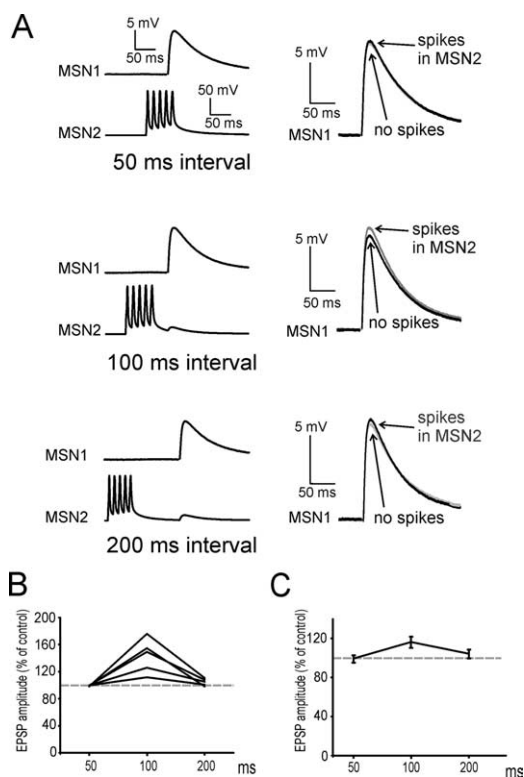 A
5 mV
50 ms
MSN1
50 mV
50 ms
MSN2
50 ms interval
5 mV
50 ms
MSN1
spikes
in MSN2
no spikes
MSN1
MSN2
100 ms interval
5 mV
50 ms
MSN1
spikes
in MSN2
no spikes
MSN1
MSN2
200 ms interval
5 mV
50 ms
MSN1
spikes
in MSN2
no spikes
B
EPSP amplitude (% of control)
200
160
120
80
40
0
50 100 200 ms
C
EPSP amplitude (% of control)
120
80
40
0
50 100 200 ms